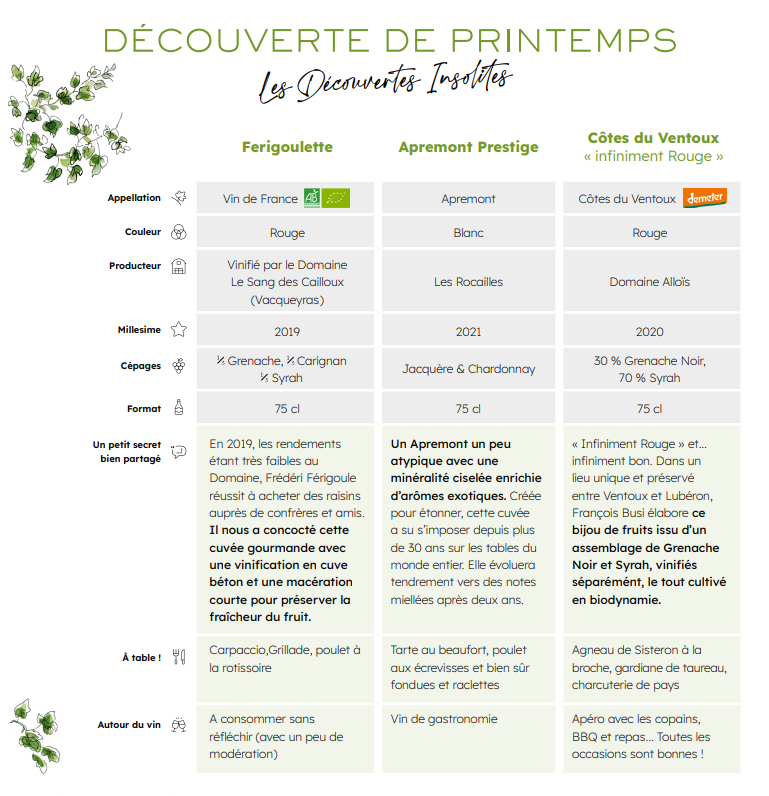 DÉCOUVERTE DE PRINTEMPS
Les Découvertes Insolites
Ferigoulette
Apremont Prestige
Côtes du Ventoux
« infiniment Rouge »
Appellation
Vin de France AB
Apremont
Côtes du Ventoux demeter
Couleur
Rouge
Blanc
Rouge
Producteur
Vinifié par le Domaine
Le Sang des Cailloux
(Vacqueyras)
Les Rocailles
Domaine Alloïs
Millesime
2019
2021
2020
Cépages
⅓ Grenache, ⅓ Carignan
⅓ Syrah
Jacquère & Chardonnay
30 % Grenache Noir,
70 % Syrah
Format
75 cl
75 cl
75 cl
Un petit secret
bien partagé
En 2019, les rendements
étant très faibles au
Domaine, Frédéri Férigoule
réussit à acheter des raisins
auprès de confrères et amis.
Il nous a concocté cette
cuvée gourmande avec
une vinification en cuve
béton et une macération
courte pour préserver la
fraîcheur du fruit.
Un Apremont un peu
atypique avec une
minéralité ciselée enrichie
d'arômes exotiques. Créée
pour étonner, cette cuvée
a su s'imposer depuis plus
de 30 ans sur les tables du
monde entier. Elle évoluera
tendrement vers des notes
miellées après deux ans.
« Infiniment Rouge » et...
infiniment bon. Dans un
lieu unique et préservé
entre Ventoux et Lubéron,
François Busi élabore ce
bijou de fruits issu d'un
assemblage de Grenache
Noir et Syrah, vinifiés
séparémént, le tout cultivé
en biodynamie.
À table !
Carpaccio,Grillade, poulet à
la rotissoire
Tarte au beaufort, poulet
aux écrevisses et bien sûr
fondues et raclettes
Agneau de Sisteron à la
broche, gardiane de taureau,
charcuterie de pays
Autour du vin
A consommer sans
réfléchir (avec un peu de
modération)
Vin de gastronomie
Apéro avec les copains,
BBQ et repas... Toutes les
occasions sont bonnes !